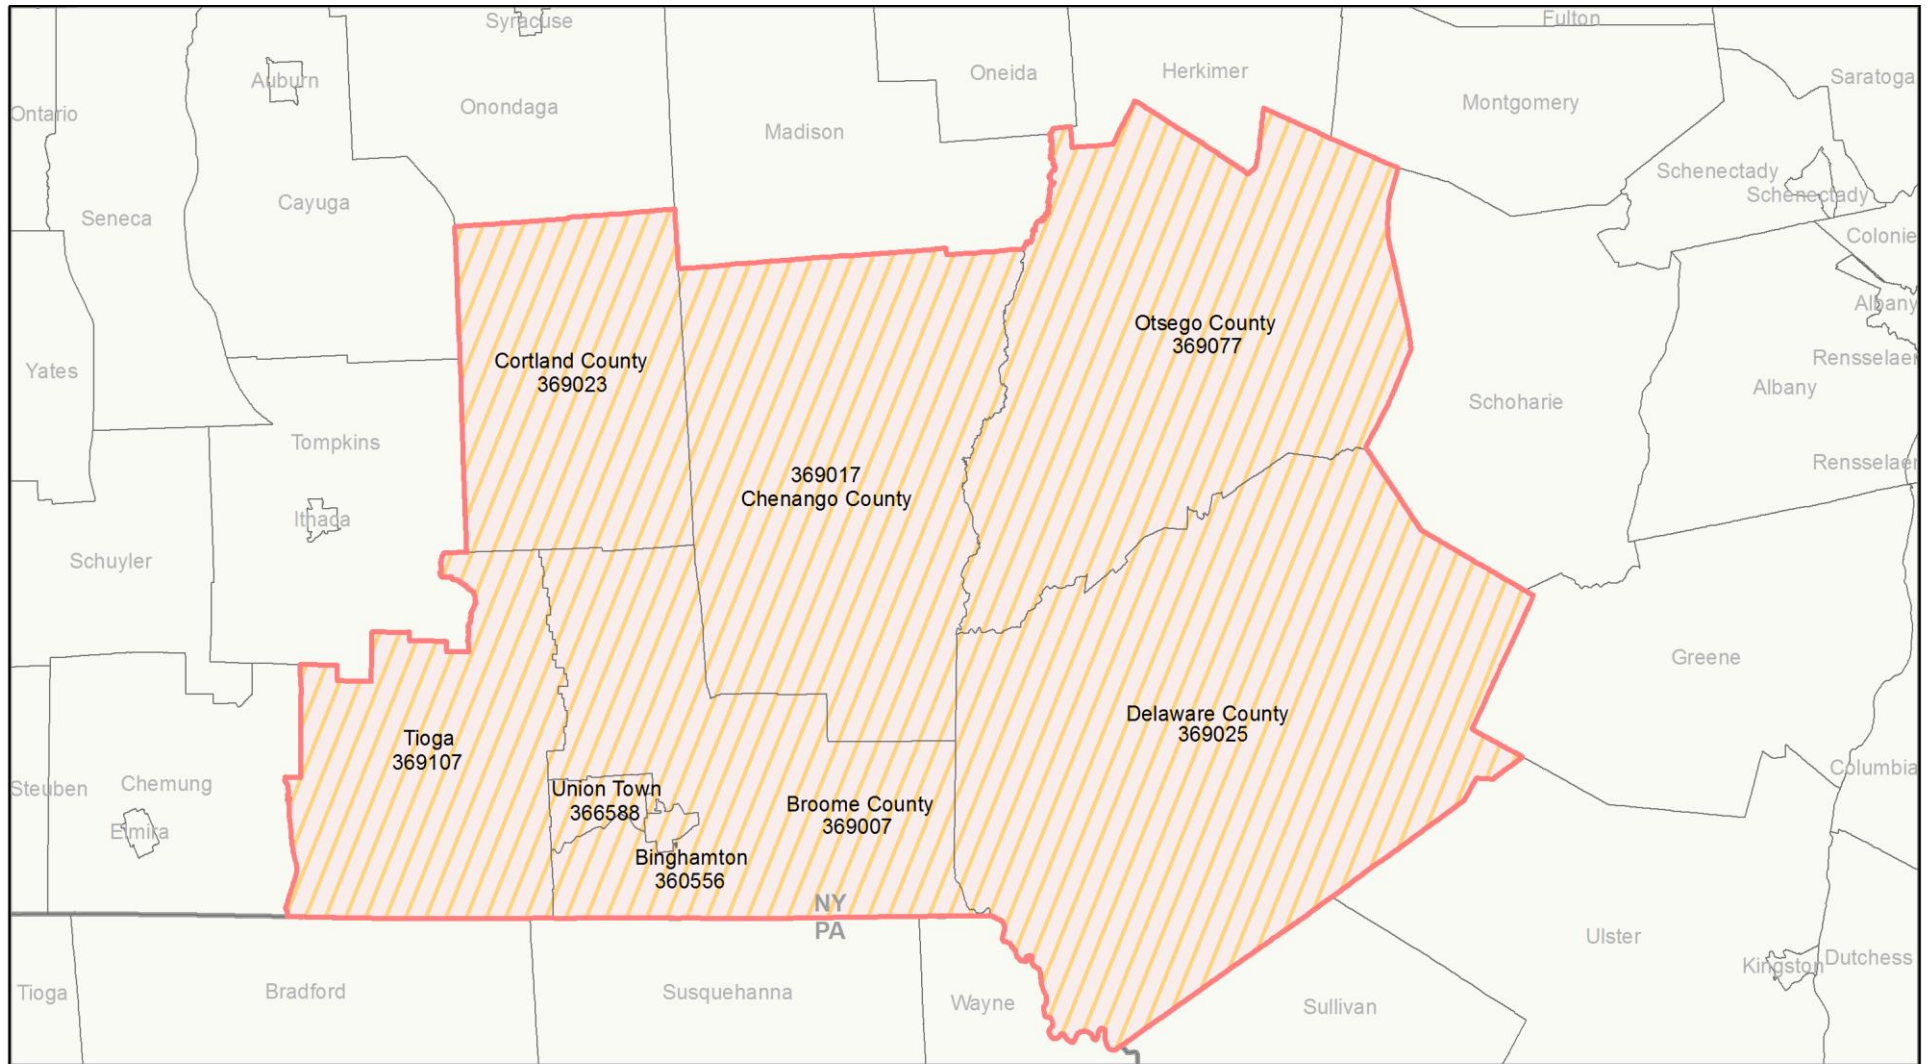 Syracuse
Fulton
Auburn
Oneida
Herkimer
Saratoga
Ontario
Onondaga
Madison
Montgomery
Schenectady
Schenectady
Cayuga
Seneca
Colonie
Albany
Otsego County
369077
Cortland County
369023
Yates
Rensselaer
Albany
Schoharie
Tompkins
Rensselaer
369017
Chenango County
Ithaca
Schuyler
Greene
Delaware County
369025
Tioga
369107
Columbia
Steuben
Chemung
Union Town
366588
Broome County
369007
Elmira
Binghamton
360556
NY
PA
Ulster
Kingston
Dutchess
Tioga
Bradford
Susquehanna
Wayne
Sullivan